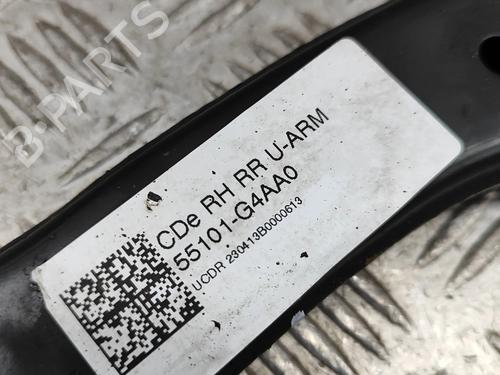 B-PARTS
CDe RH RR U-ARM
55101-G4AA0
UCDR 230413B0000613